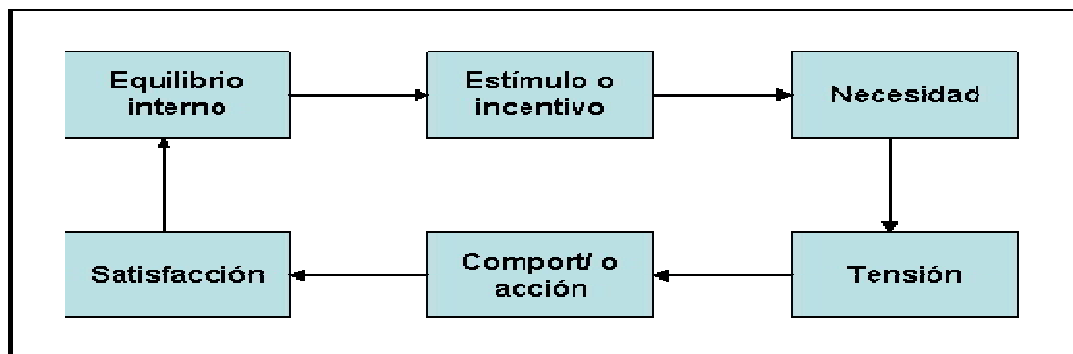 Equilibrio
interno
Estímulo o
incentivo
Necesidad
Satisfacción
Comport/ o
acción
Tensión